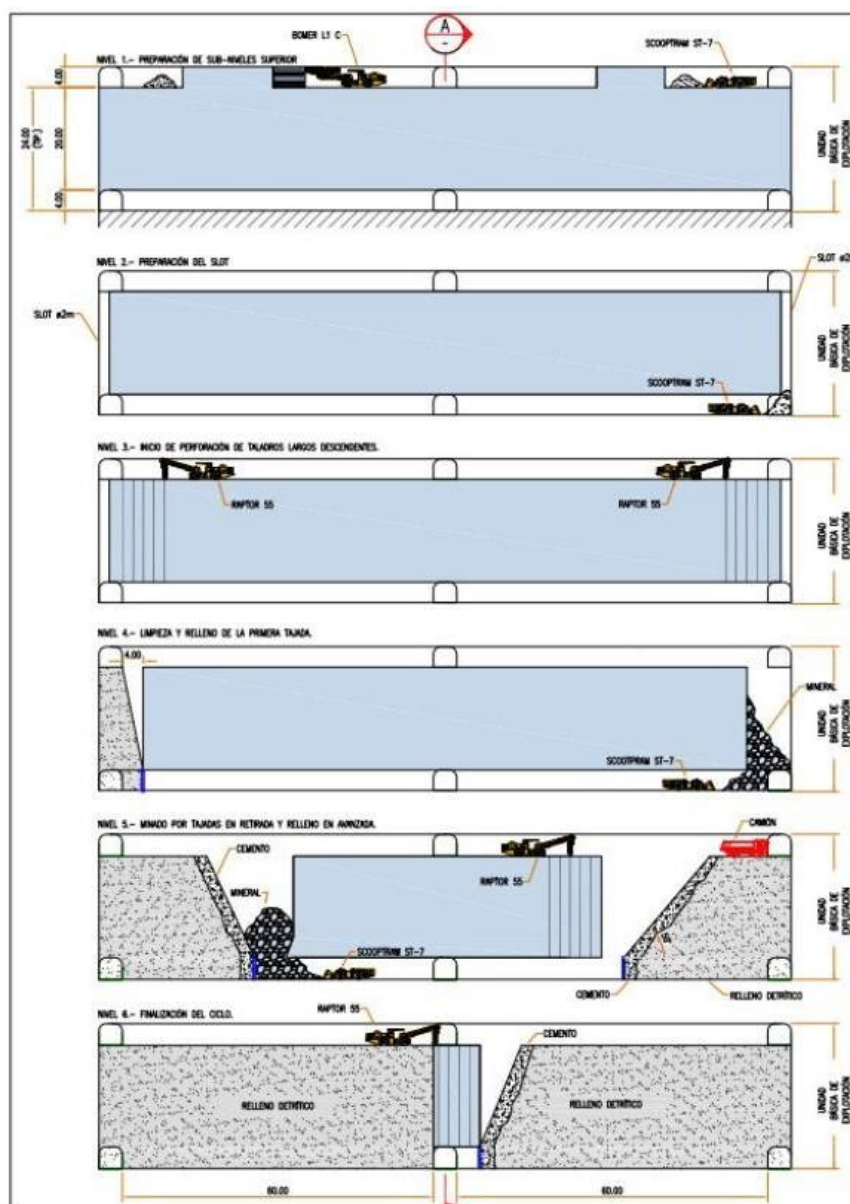 A
-
BOMER L1 C
SCOOPTRAM ST-7
NIVEL 1.- PREPARACIÓN DE SUB-NIVELES SUPERIOR
4.00
24.00
(TIP.)
20.00
4.00
UNIDAD
BÁSICA DE
EXPLOTACIÓN
NIVEL 2.- PREPARACIÓN DEL SLOT
SLOT ø2
SLOT ø2m
SCOOPTRAM ST-7
UNIDAD
BÁSICA DE
EXPLOTACIÓN
NIVEL 3.- INICIO DE PERFORACIÓN DE TALADROS LARGOS DESCENDENTES.
RAPTOR 55
RAPTOR 55
UNIDAD
BÁSICA DE
EXPLOTACIÓN
NIVEL 4.- LIMPIEZA Y RELLENO DE LA PRIMERA TAJADA.
4.00
MINERAL
SCOOTPRAM ST-7
UNIDAD
BÁSICA DE
EXPLOTACIÓN
NIVEL 5.- MINADO POR TAJADAS EN RETIRADA Y RELLENO EN AVANZADA.
CEMENTO
CAMIÓN
RAPTOR 55
MINERAL
SCOOPTRAM ST-7
CEMENTO
RELLENO DETRÍTICO
UNIDAD
BÁSICA DE
EXPLOTACIÓN
NIVEL 6.- FINALIZACIÓN DEL CICLO.
RAPTOR 55
CEMENTO
RELLENO DETRÍTICO
RELLENO DETRÍTICO
UNIDAD
BÁSICA DE
EXPLOTACIÓN
60.00
60.00